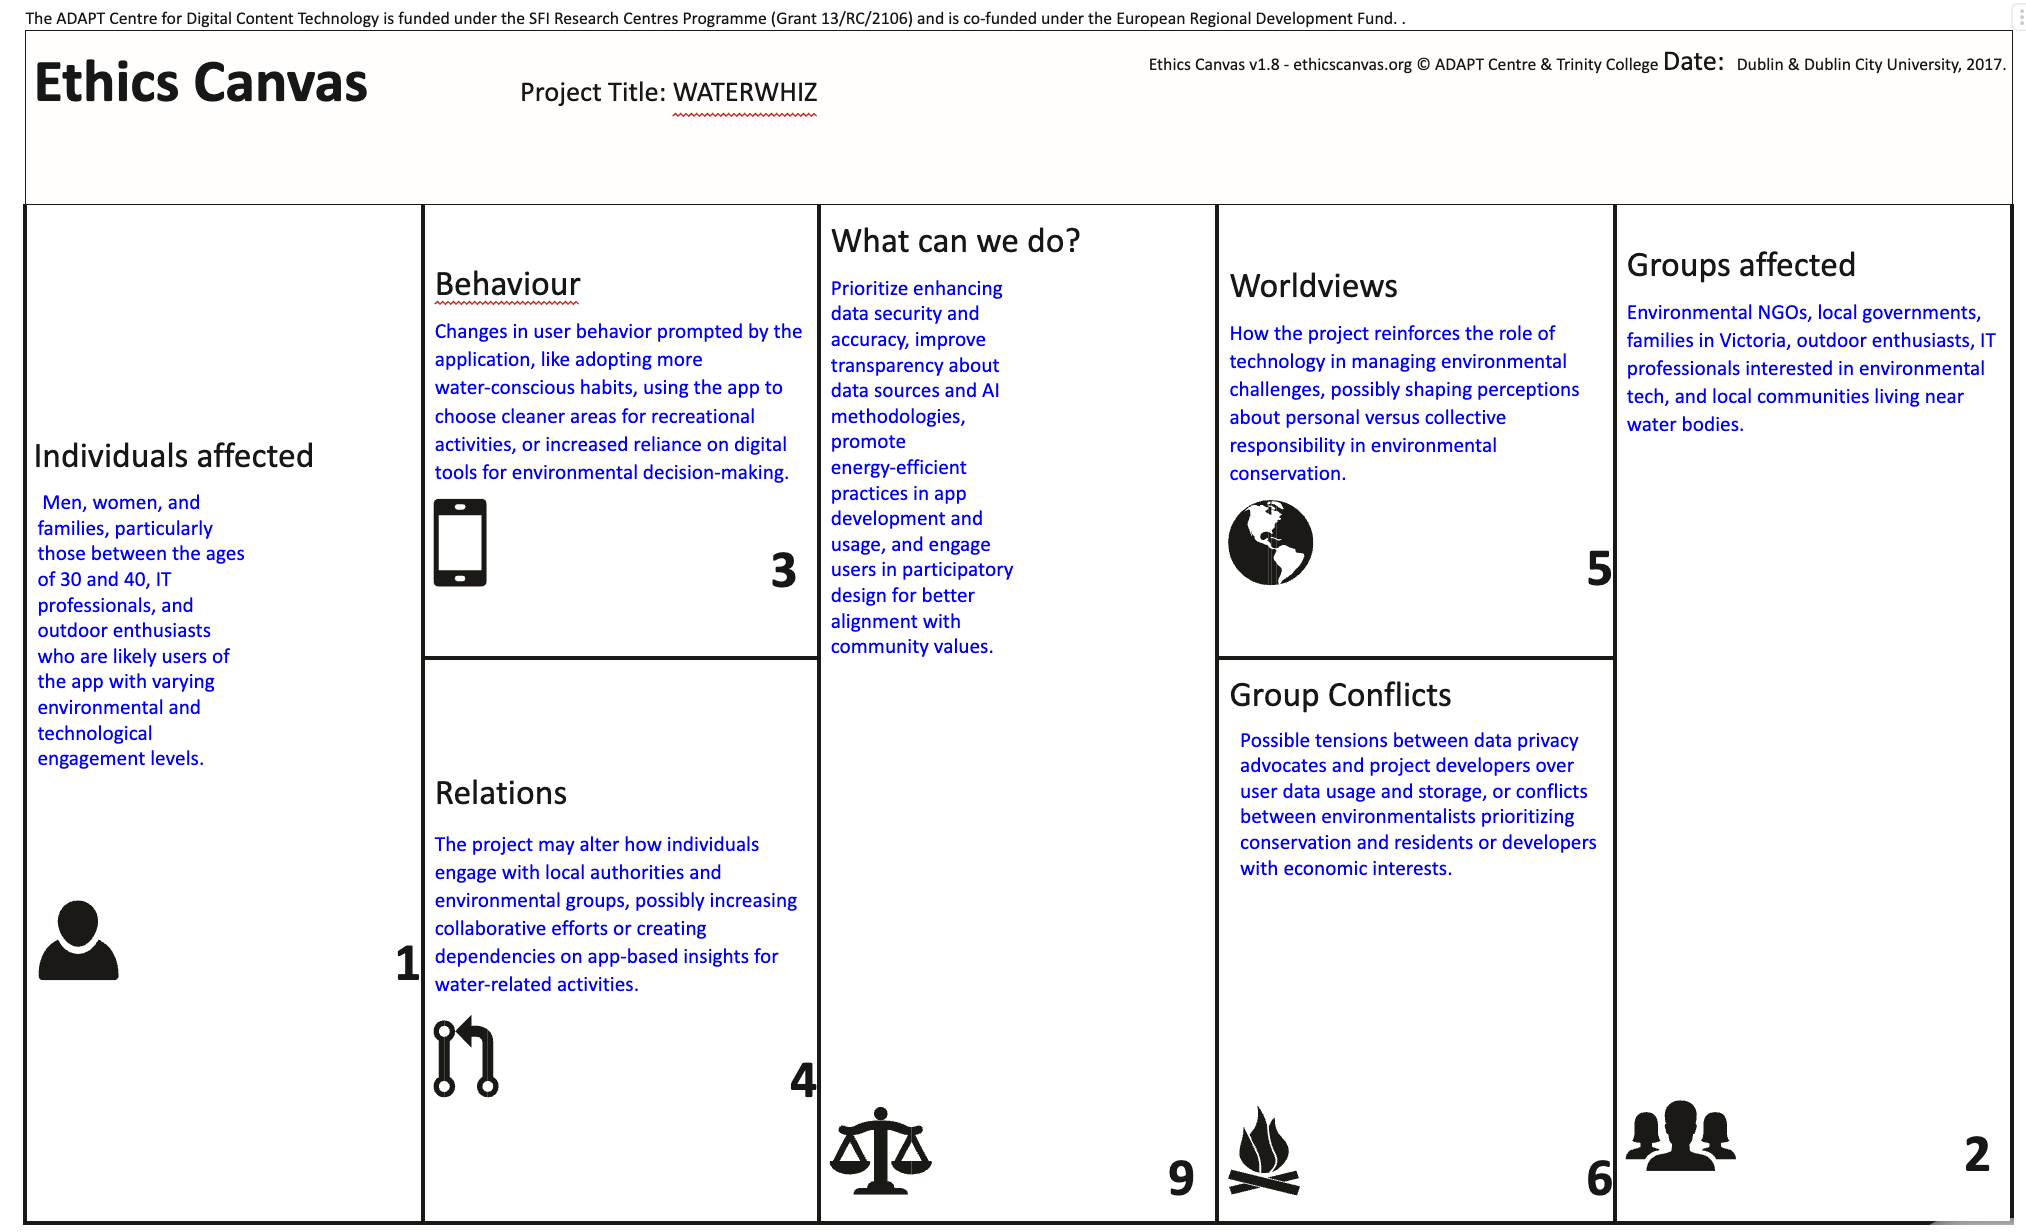 The ADAPT Centre for Digital Content Technology is funded under the SFI Research Centres Programme (Grant 13/RC/2106) and is co-funded under the European Regional Development Fund. .
Ethics Canvas
Project Title: WATERWHIZ
Ethics Canvas v1.8 - ethicscanvas.org © ADAPT Centre & Trinity College Date: Dublin & Dublin City University, 2017.
Individuals affected
Men, women, and
families, particularly
those between the ages
of 30 and 40, IT
professionals, and
outdoor enthusiasts
who are likely users of
the app with varying
environmental and
technological
engagement levels.
1
Behaviour
Changes in user behavior prompted by the
application, like adopting more
water-conscious habits, using the app to
choose cleaner areas for recreational
activities, or increased reliance on digital
tools for environmental decision-making.
3
Relations
The project may alter how individuals
engage with local authorities and
environmental groups, possibly increasing
collaborative efforts or creating
dependencies on app-based insights for
water-related activities.
4
What can we do?
Prioritize enhancing
data security and
accuracy, improve
transparency about
data sources and AI
methodologies,
promote
energy-efficient
practices in app
development and
usage, and engage
users in participatory
design for better
alignment with
community values.
9
Worldviews
How the project reinforces the role of
technology in managing environmental
challenges, possibly shaping perceptions
about personal versus collective
responsibility in environmental
conservation.
5
Group Conflicts
Possible tensions between data privacy
advocates and project developers over
user data usage and storage, or conflicts
between environmentalists prioritizing
conservation and residents or developers
with economic interests.
6
Groups affected
Environmental NGOs, local governments,
families in Victoria, outdoor enthusiasts, IT
professionals interested in environmental
tech, and local communities living near
water bodies.
2